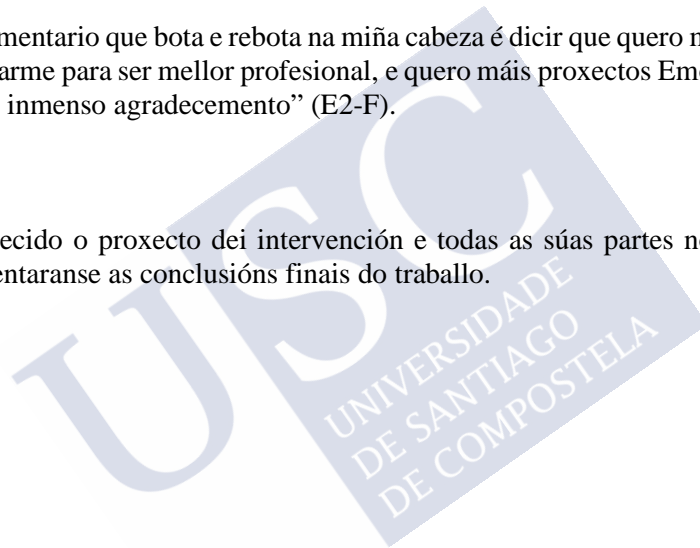 mentario que bota e rebota na miña cabeza é dicir que quero m
arme para ser mellor profesional, e quero máis proxectos Emo
inmenso agradecemento” (E2-F).
ecido o proxecto dei intervención e todas as súas partes n
entaranse as conclusións finais do traballo.
USC
UNIVERSIDADE
DE SANTIAGO
DE COMPOSTELA